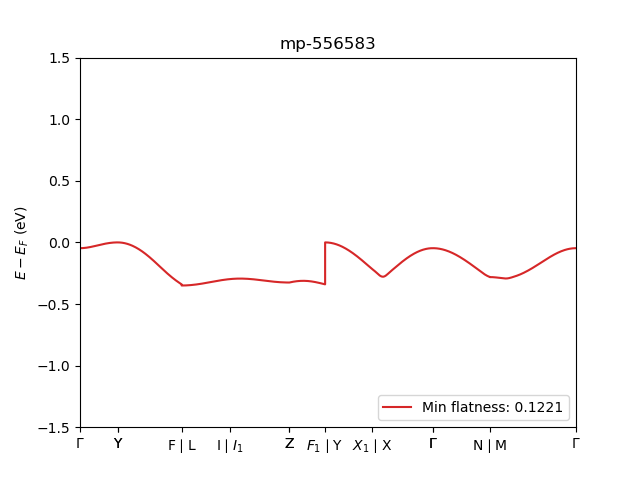 mp-556583
E − E_F (eV)
1.5
1.0
0.5
0.0
−0.5
−1.0
−1.5
Min flatness: 0.1221
Γ Y F | L I | I₁ Z F₁ | Y X₁ | X Γ N | M Γ